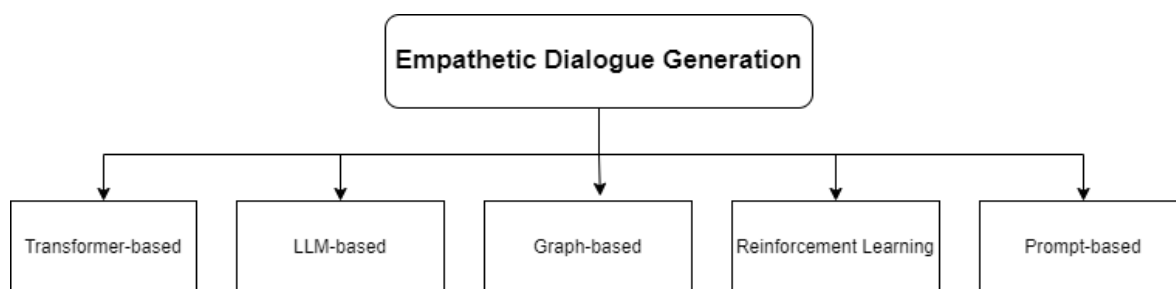 Empathetic Dialogue Generation
Transformer-based
LLM-based
Graph-based
Reinforcement Learning
Prompt-based